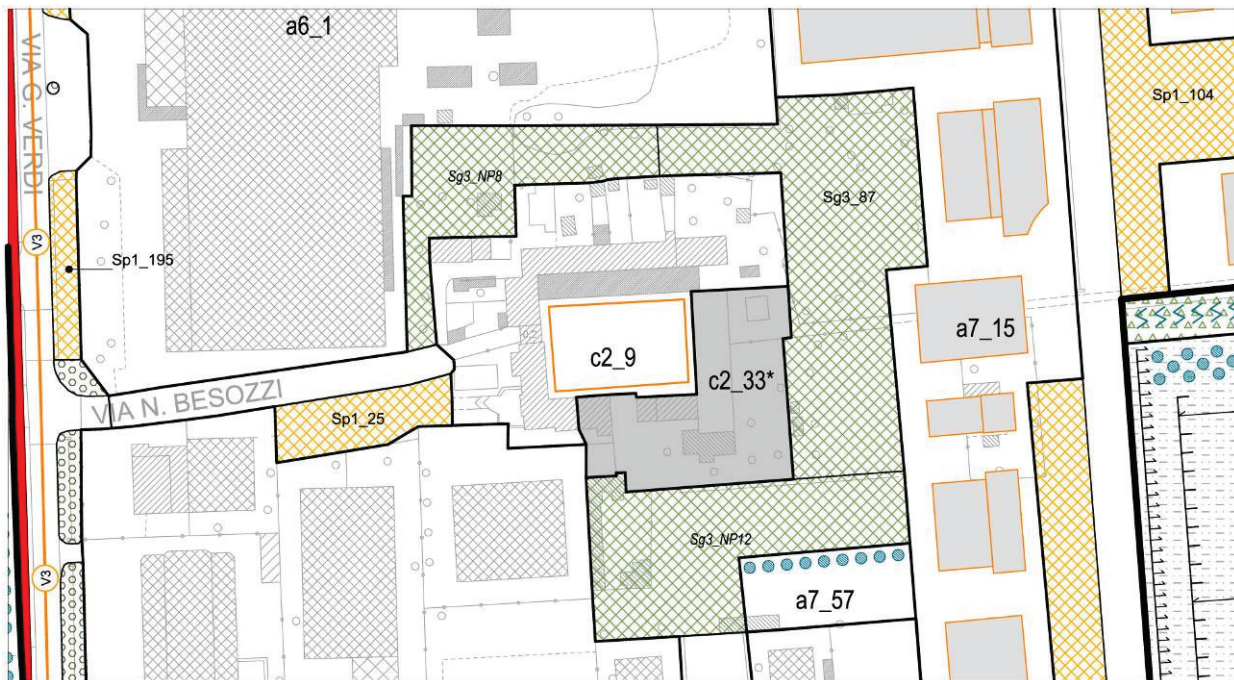 a6_1
VIA G. VERDI
Sp1_104
Sg3_NP8
Sg3_87
V3
Sp1_195
a7_15
c2_9
c2_33*
VIA N. BESOZZI
Sp1_25
Sg3_NP12
V3
a7_57